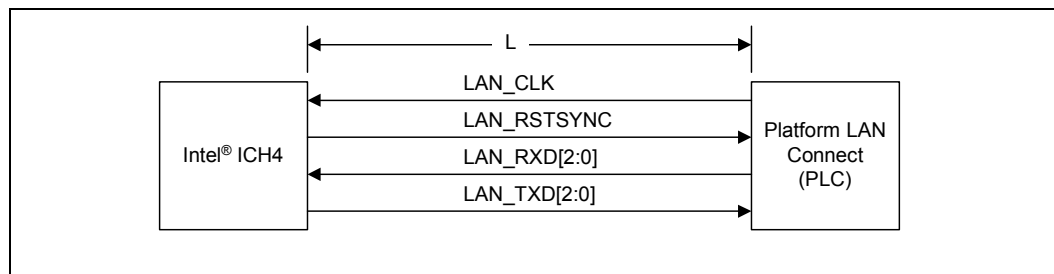 L
LAN_CLK
LAN_RSTSYNC
Intel® ICH4
LAN_RXD[2:0]
LAN_TXD[2:0]
Platform LAN
Connect
(PLC)